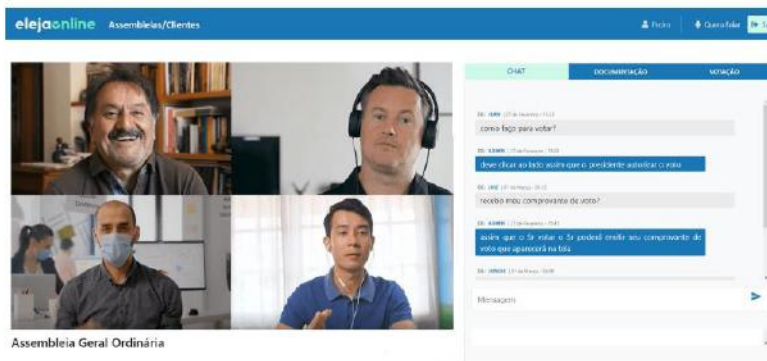 elejaonline Assembleias/Clientes Pedro Quero falar
CHAT DOCUMENTAÇÃO VOTAÇÃO
como faço para votar?
deve clicar ao lado assim que o presidente autorizar o voto
recebo meu comprovante de voto?
assim que o Sr votar o Sr poderá emitir seu comprovante de
voto que aparecerá na tela
Mensagem
Assembleia Geral Ordinária